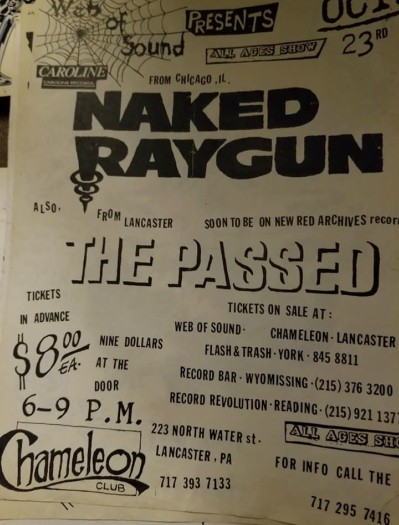 Web of Sound
PRESENTS
23RD
ALL AGES SHOW
CAROLINE
CAROLINE RECORDS
FROM CHICAGO, IL.
NAKED
RAYGUN
ALSO,
FROM LANCASTER
SOON TO BE ON NEW RED ARCHIVES recor
THE PASSED
TICKETS
IN ADVANCE
$8.00 EA.
NINE DOLLARS
AT THE
DOOR
6-9 P.M.
TICKETS ON SALE AT:
WEB OF SOUND· CHAMELEON·LANCASTER
FLASH & TRASH·YORK·845 8811
RECORD BAR·WYOMISSING·(215) 376 3200
RECORD REVOLUTION·READING·(215) 921 137
Chameleon
CLUB
223 NORTH WATER st.
LANCASTER, PA
717 393 7133
ALL AGES SH
FOR INFO CALL THE
717 295 7416